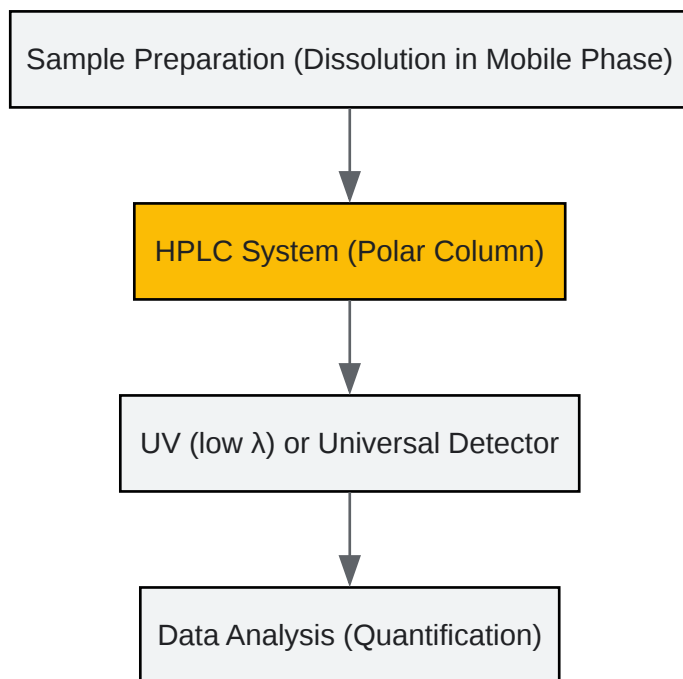 Sample Preparation (Dissolution in Mobile Phase)
HPLC System (Polar Column)
UV (low λ) or Universal Detector
Data Analysis (Quantification)